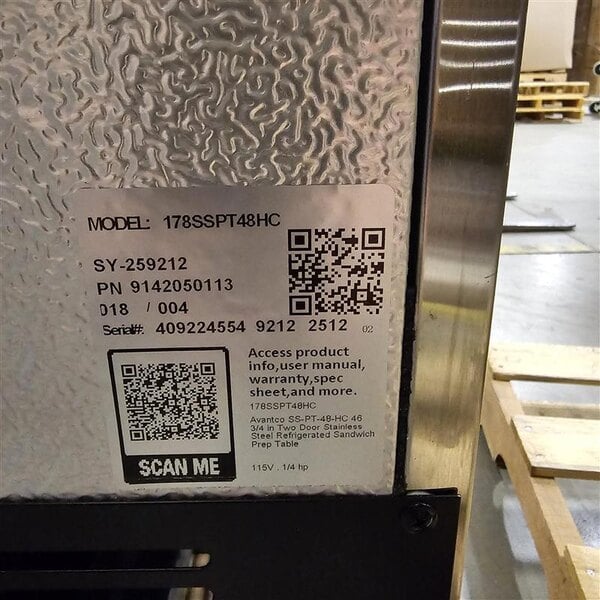 MODEL: 178SSPT48HC
SY-259212
PN 9142050113
018 / 004
Serial#: 409224554 9212 2512 02
Access product
info,user manual,
warranty,spec
sheet,and more.
178SSPT48HC
Avantco SS-PT-48-HC 46
3/4 in Two Door Stainless
Steel Refrigerated Sandwich
Prep Table
115V . 1/4 hp
SCAN ME